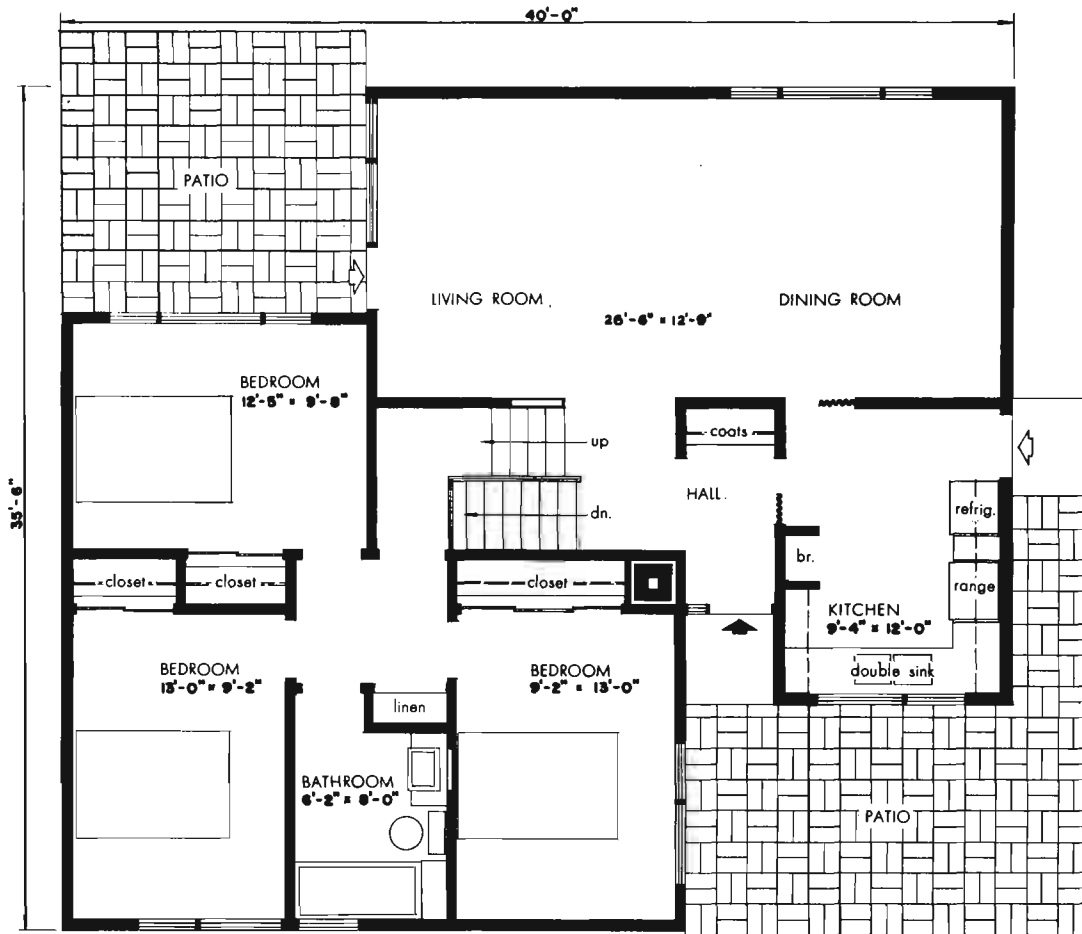 40'-0"
PATIO
LIVING ROOM
DINING ROOM
26'-6" × 12'-9"
35'-6"
BEDROOM
12'-5" × 9'-8"
up
coats
HALL.
dn.
refrig.
br.
range
closet
closet
closet
KITCHEN
9'-4" × 12'-0"
BEDROOM
13'-0" × 9'-2"
BEDROOM
9'-2" × 13'-0"
double sink
linen
BATHROOM
6'-2" × 8'-0"
PATIO